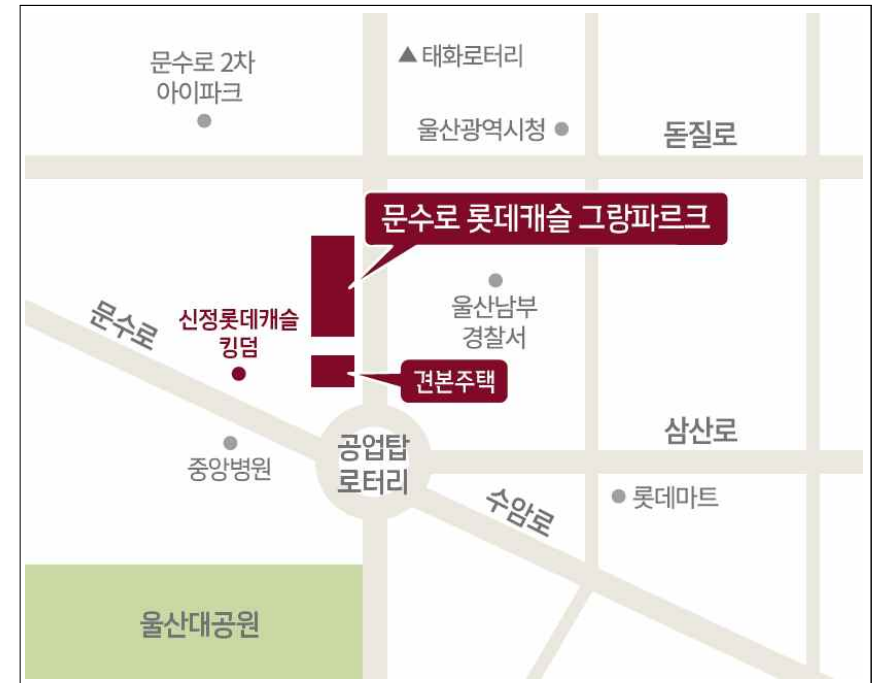 문수로 2차
아이파크
▲태화로터리
울산광역시청
돋질로
문수로 롯데캐슬 그랑파르크
울산남부
경찰서
문수로
신정롯데캐슬
킹덤
견본주택
삼산로
공업탑
로터리
중앙병원
수암로
롯데마트
울산대공원